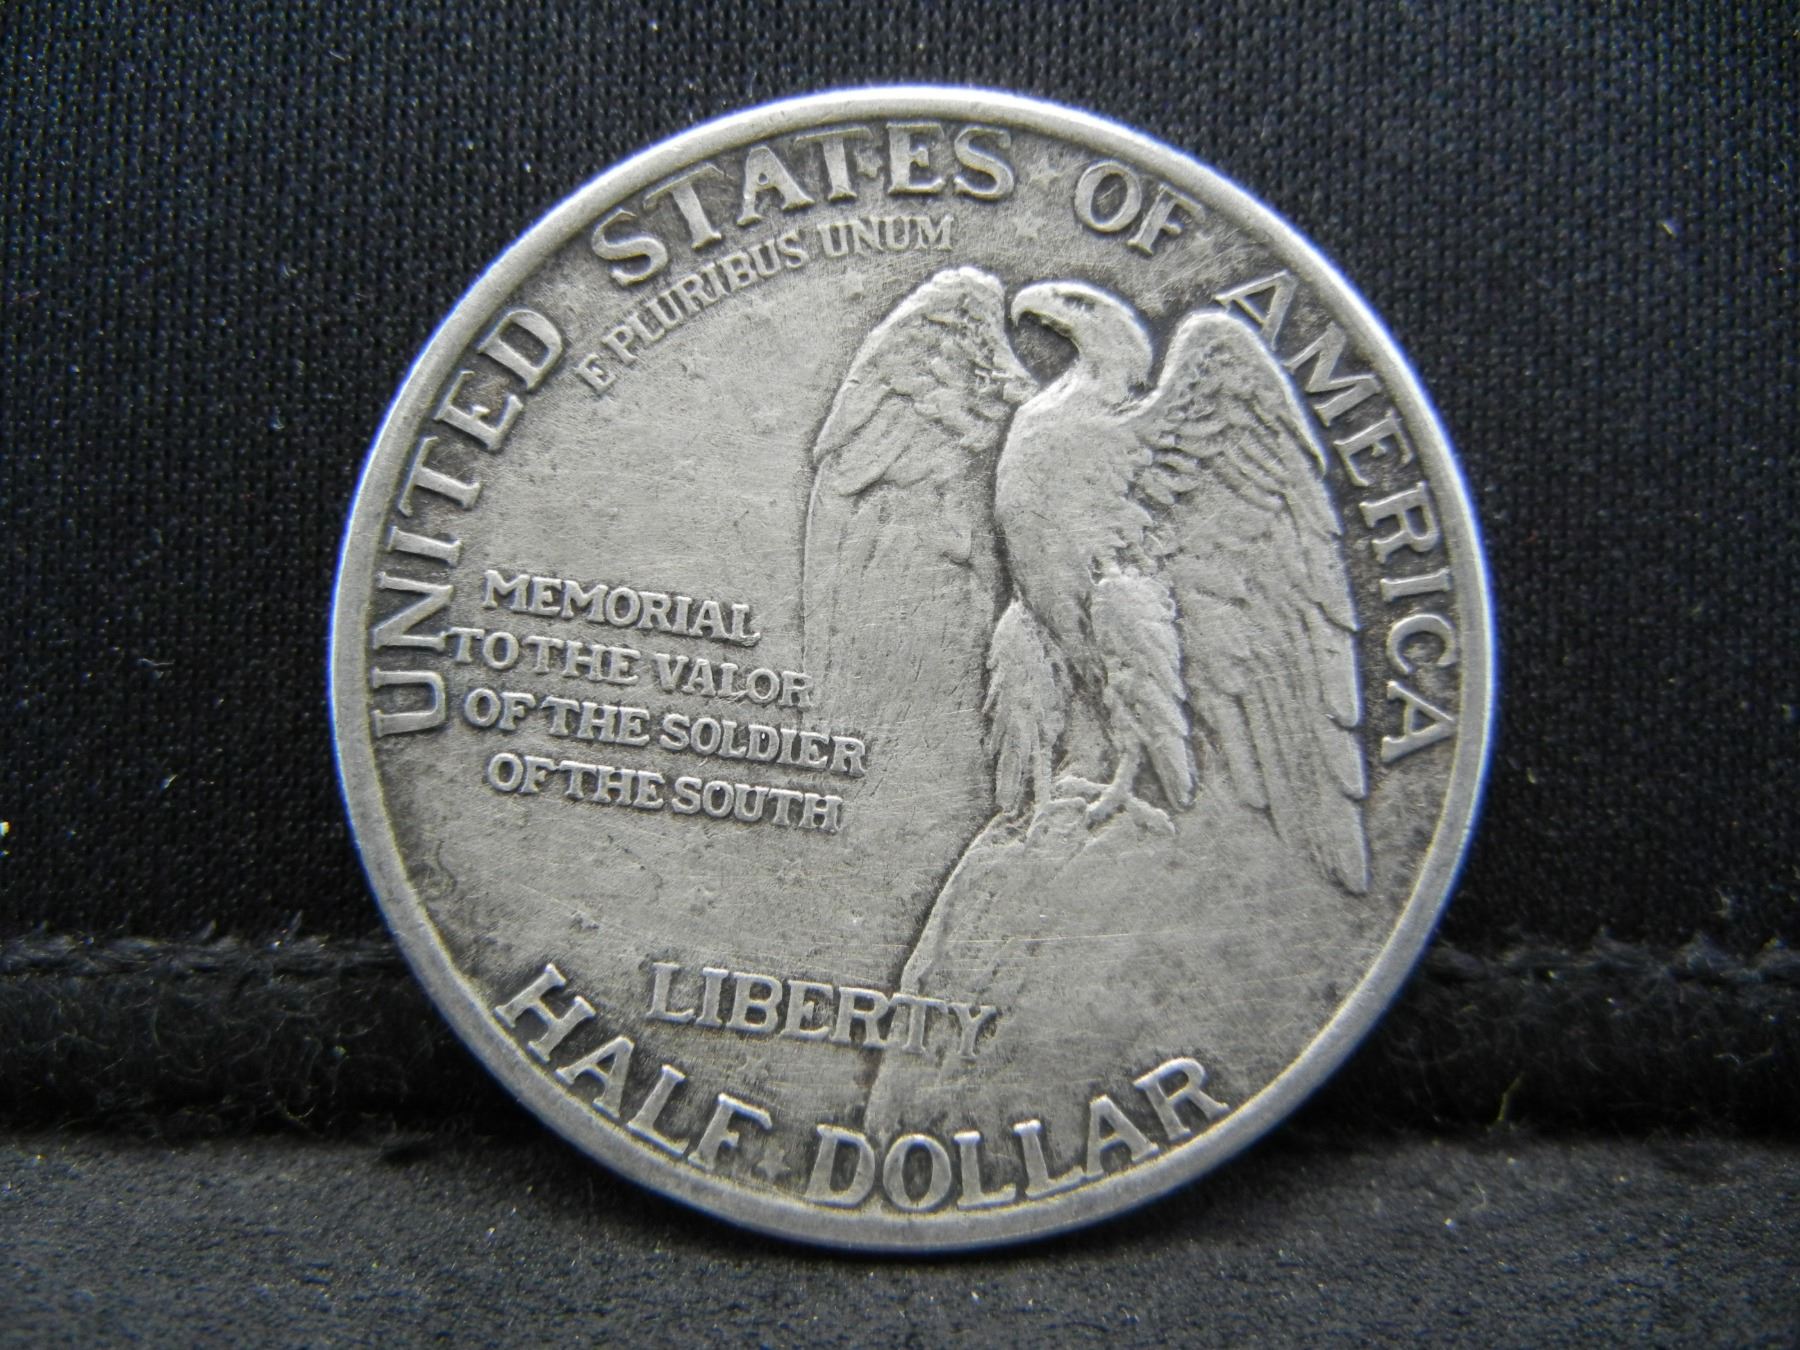 UNITED STATES OF AMERICA
E PLURIBUS UNUM
MEMORIAL
TO THE VALOR
OF THE SOLDIER
OF THE SOUTH
LIBERTY
HALF DOLLAR